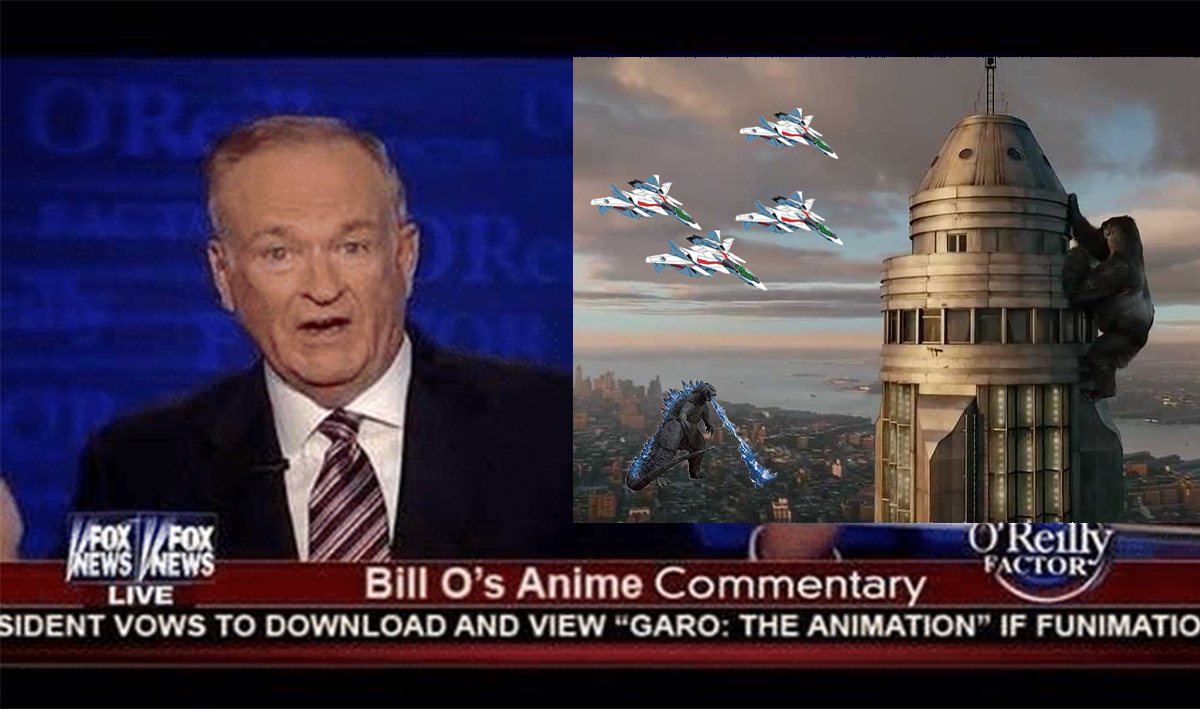 FOX NEWS
FOX NEWS
LIVE
Bill O's Anime Commentary
O'Reilly
FACTOR
SIDENT VOWS TO DOWNLOAD AND VIEW “GARO: THE ANIMATION” IF FUNIMATIO